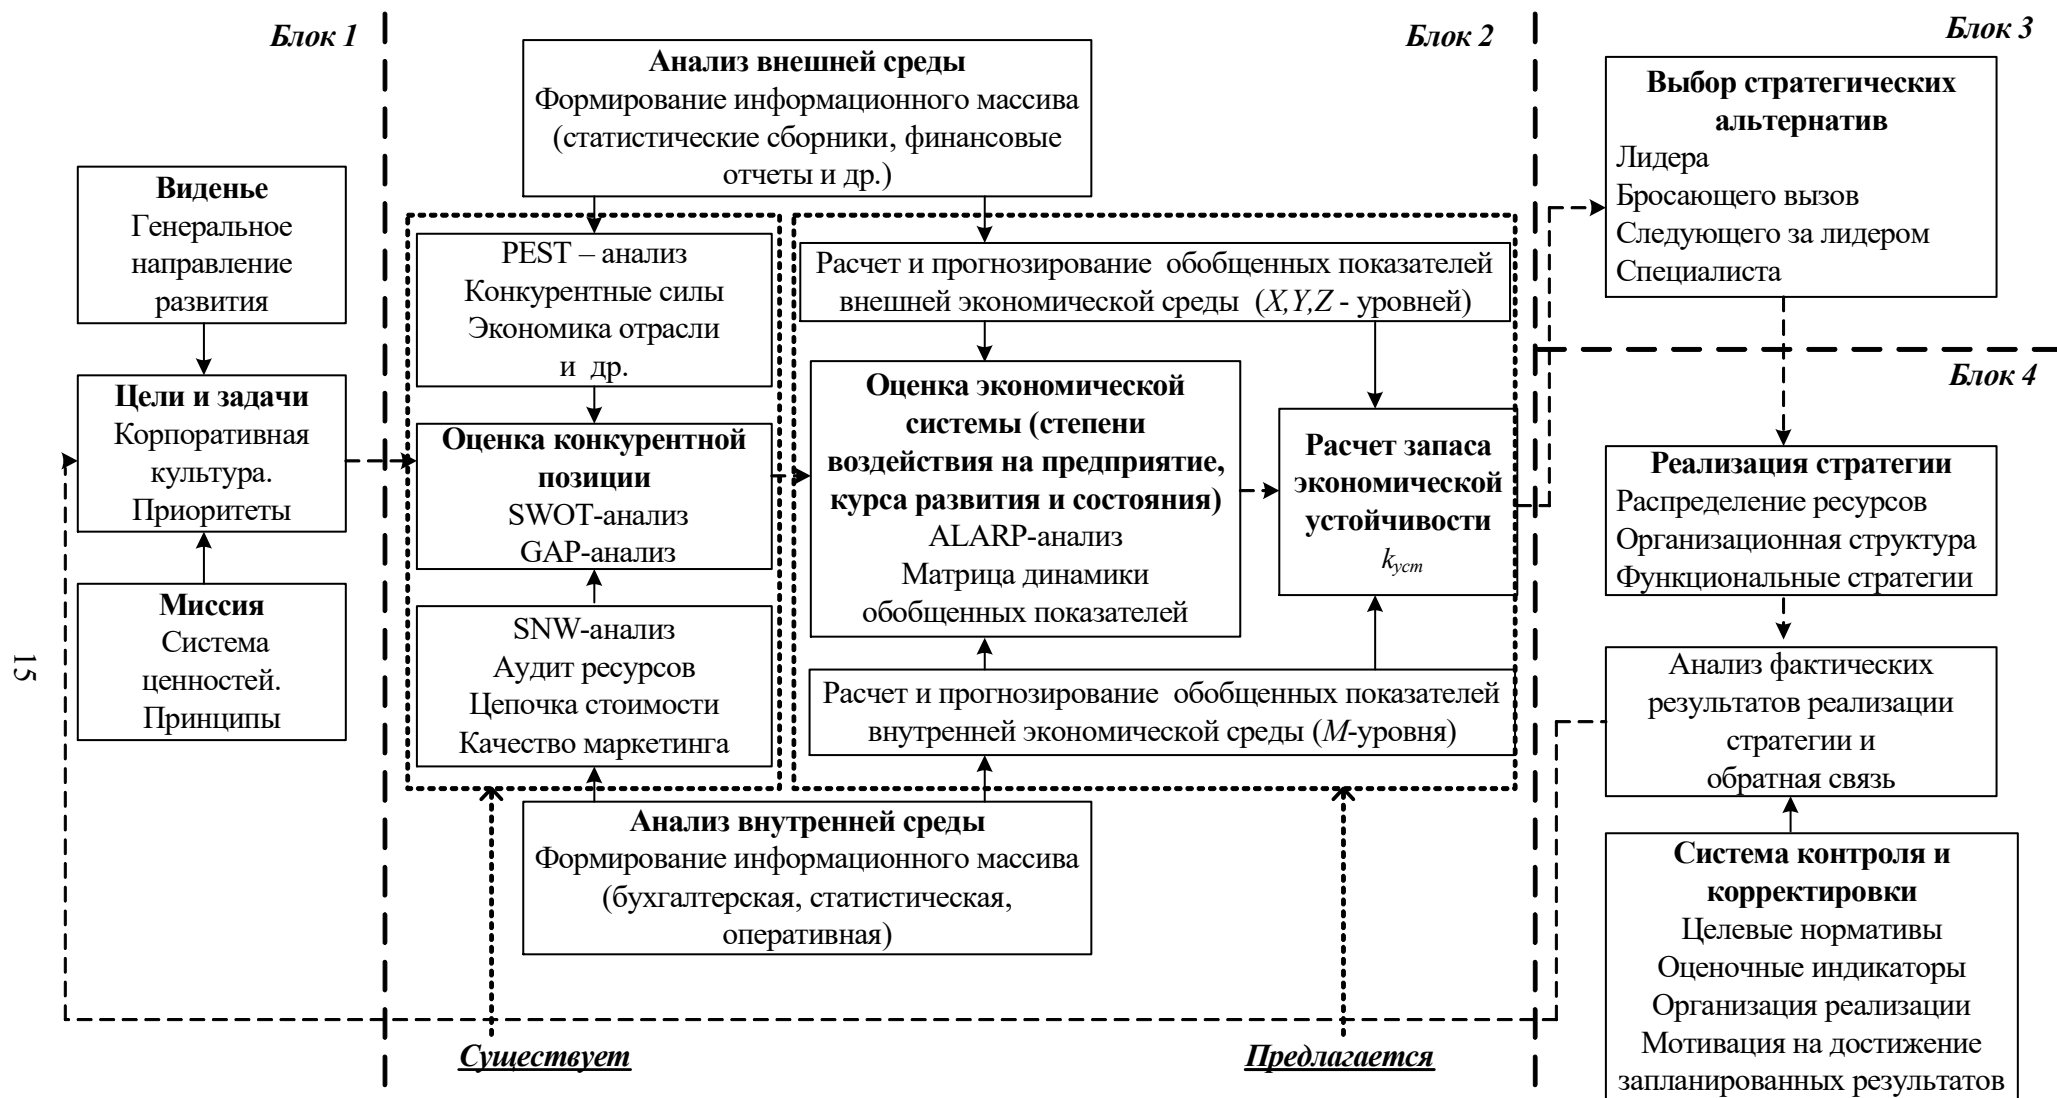 Блок 1
Виденье
Генеральное
направление
развития
Цели и задачи
Корпоративная
культура.
Приоритеты
Миссия
Система
ценностей.
Принципы
15
Блок 2
Анализ внешней среды
Формирование информационного массива
(статистические сборники, финансовые
отчеты и др.)
PEST – анализ
Конкурентные силы
Экономика отрасли
и др.
Оценка конкурентной
позиции
SWOT-анализ
GAP-анализ
SNW-анализ
Аудит ресурсов
Цепочка стоимости
Качество маркетинга
Расчет и прогнозирование обобщенных показателей
внешней экономической среды (X,Y,Z - уровней)
Оценка экономической
системы (степени
воздействия на предприятие,
курса развития и состояния)
ALARP-анализ
Матрица динамики
обобщенных показателей
Расчет запаса
экономической
устойчивости
kуст
Расчет и прогнозирование обобщенных показателей
внутренней экономической среды (M-уровня)
Анализ внутренней среды
Формирование информационного массива
(бухгалтерская, статистическая,
оперативная)
Существует
Предлагается
Блок 3
Выбор стратегических
альтернатив
Лидера
Бросающего вызов
Следующего за лидером
Специалиста
Блок 4
Реализация стратегии
Распределение ресурсов
Организационная структура
Функциональные стратегии
Анализ фактических
результатов реализации
стратегии и
обратная связь
Система контроля и
корректировки
Целевые нормативы
Оценочные индикаторы
Организация реализации
Мотивация на достижение
запланированных результатов